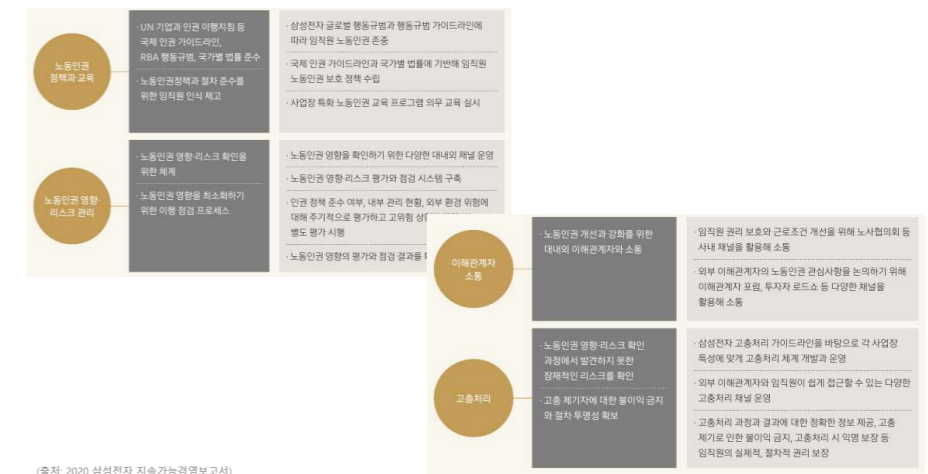 노동인권
정책과 교육
· UN 기업과 인권 이행지침 등
국제 인권 가이드라인,
RBA 행동규범, 국가별 법률 준수
· 노동인권정책과 절차 준수를
위한 임직원 인식 제고
· 삼성전자 글로벌 행동규범과 행동규범 가이드라인에
따라 임직원 노동인권 존중
· 국제 인권 가이드라인과 국가별 법률에 기반해 임직원
노동인권 보호 정책 수립
· 사업장 특화 노동인권 교육 프로그램 의무 교육 실시
노동인권 영향·
리스크 관리
· 노동인권 영향·리스크 확인을
위한 체계
· 노동인권 영향을 최소화하기
위한 이행 점검 프로세스
· 노동인권 영향을 확인하기 위한 다양한 대내외 채널 운영
· 노동인권 영향·리스크 평가와 점검 시스템 구축
· 인권 정책 준수 여부, 내부 관리 현황, 외부 환경 위험에
대해 주기적으로 평가하고 고위험
별도 평가 시행
· 노동인권 영향의 평가와 점검 결과를
이해관계자
소통
· 노동인권 개선과 강화를 위한
대내외 이해관계자와 소통
· 임직원 권리 보호와 근로조건 개선을 위해 노사협의회 등
사내 채널을 활용해 소통
· 외부 이해관계자의 노동인권 관심사항을 논의하기 위해
이해관계자 포럼, 투자자 로드쇼 등 다양한 채널을
활용해 소통
고충처리
· 노동인권 영향·리스크 확인
과정에서 발견하지 못한
잠재적인 리스크를 확인
· 고충 제기자에 대한 불이익 금지
와 절차 투명성 확보
· 삼성전자 고충처리 가이드라인을 바탕으로 각 사업장
특성에 맞게 고충처리 체계 개발과 운영
· 외부 이해관계자와 임직원이 쉽게 접근할 수 있는 다양한
고충처리 채널 운영
· 고충처리 과정과 결과에 대한 정확한 정보 제공, 고충
제기로 인한 불이익 금지, 고충처리 시 익명 보장 등
임직원의 실체적, 절차적 권리 보장
(출처: 2020 삼성전자 지속가능경영보고서)